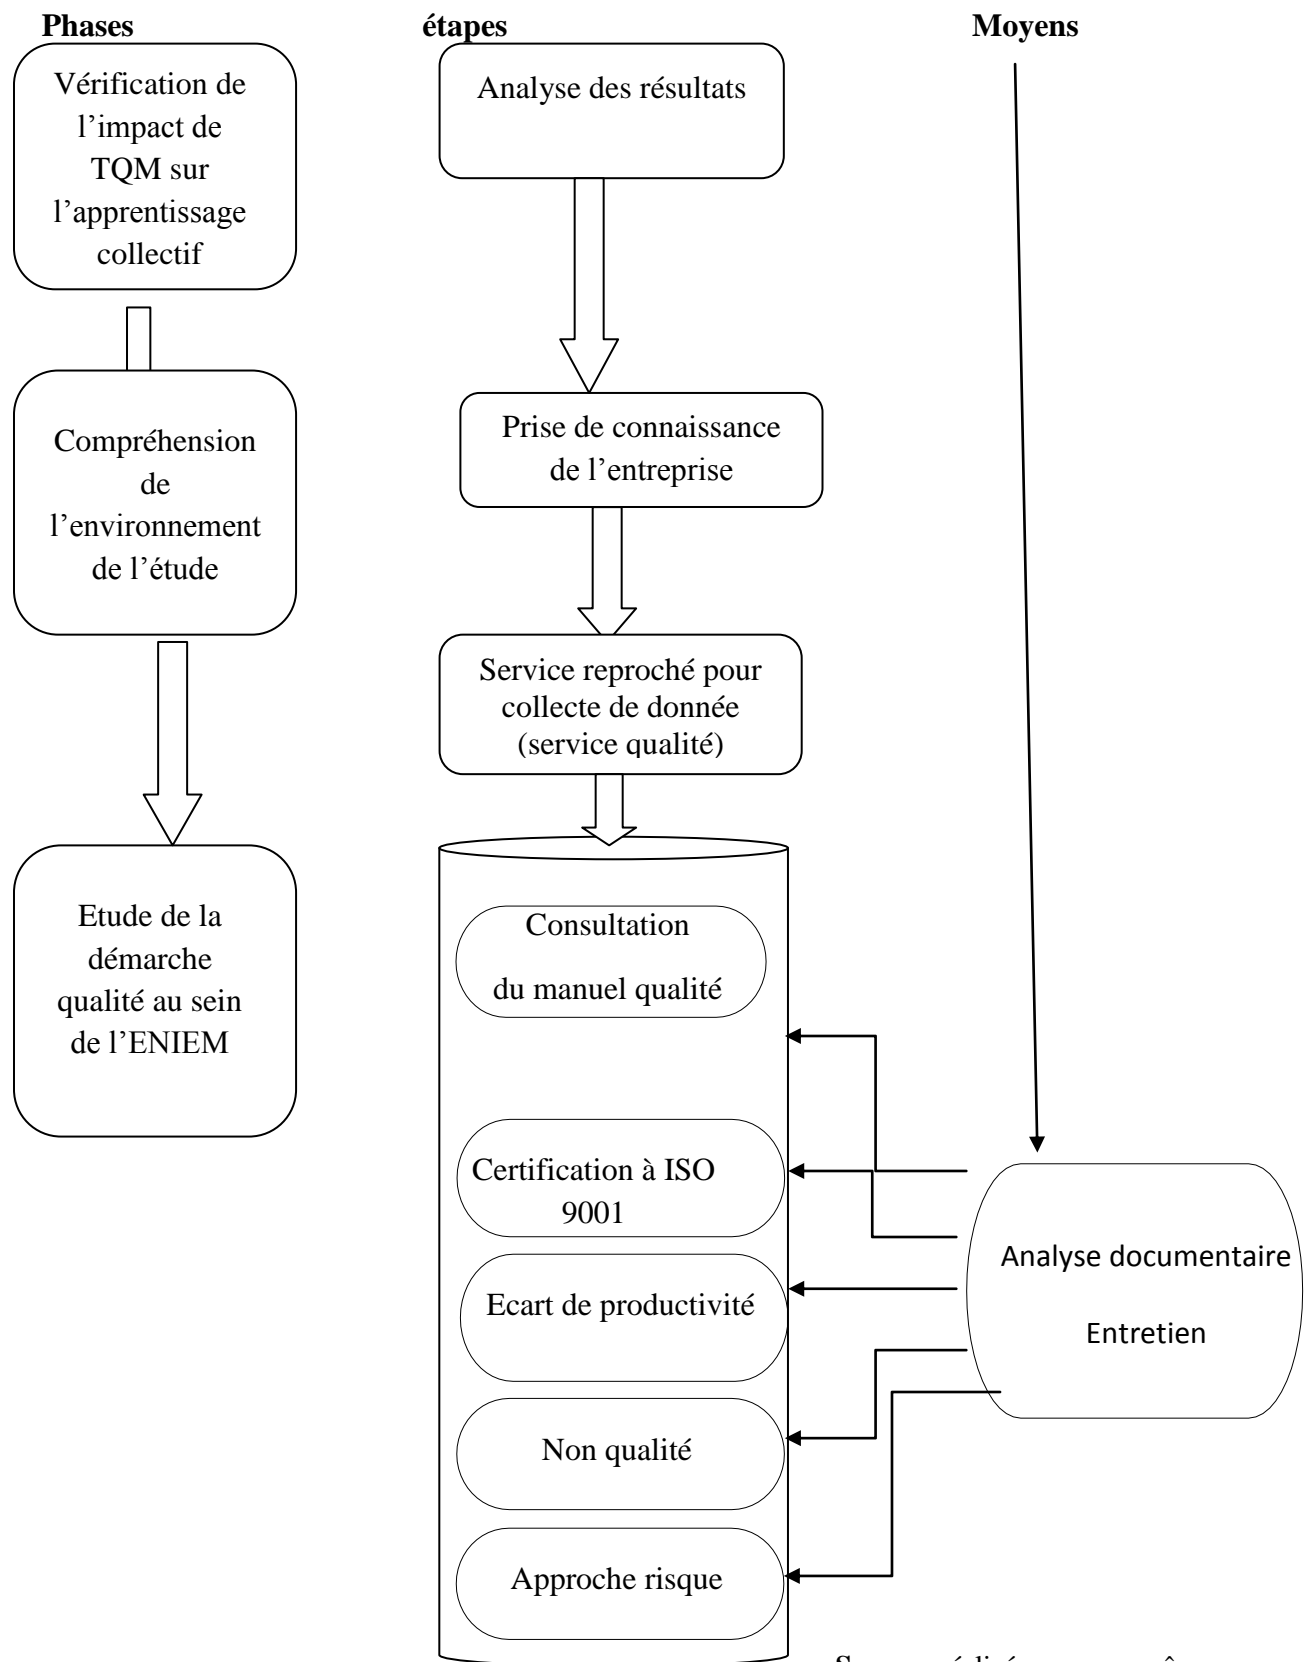 Phases
étapes
Moyens
Vérification de
l’impact de
TQM sur
l’apprentissage
collectif
Analyse des résultats
Compréhension
de
l’environnement
de l’étude
Prise de connaissance
de l’entreprise
Service reproché pour
collecte de donnée
(service qualité)
Etude de la
démarche
qualité au sein
de l’ENIEM
Consultation
du manuel qualité
Certification à ISO
9001
Ecart de productivité
Non qualité
Approche risque
Analyse documentaire
Entretien